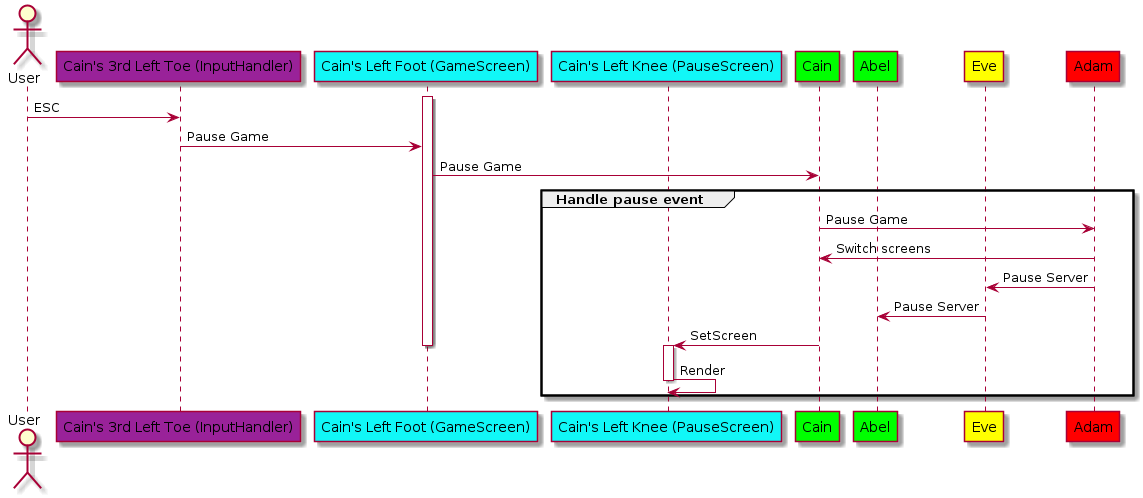 User
Cain's 3rd Left Toe (InputHandler)
Cain's Left Foot (GameScreen)
Cain's Left Knee (PauseScreen)
Cain
Abel
Eve
Adam
ESC
Pause Game
Pause Game
Handle pause event
Pause Game
Switch screens
Pause Server
Pause Server
SetScreen
Render
User
Cain's 3rd Left Toe (InputHandler)
Cain's Left Foot (GameScreen)
Cain's Left Knee (PauseScreen)
Cain
Abel
Eve
Adam